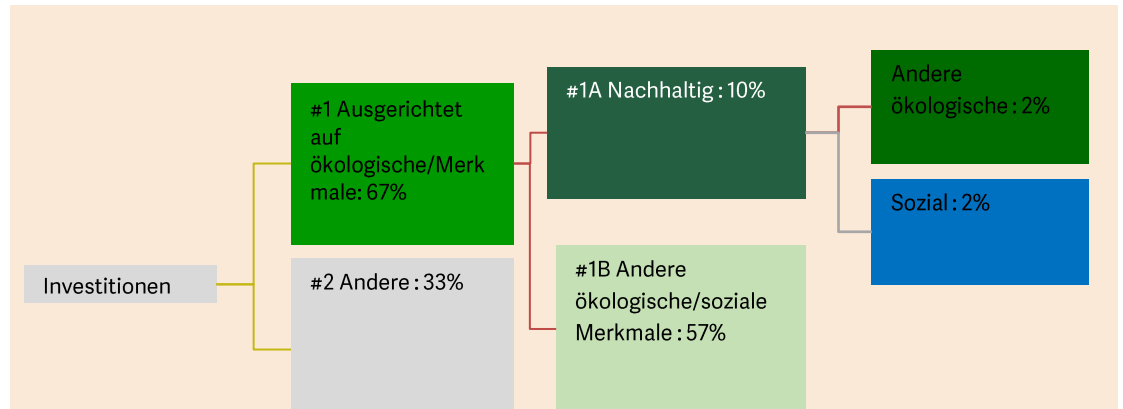 Investitionen
#1 Ausgerichtet
auf
ökologische/Merk
male: 67%
#2 Andere : 33%
#1A Nachhaltig : 10%
#1B Andere
ökologische/soziale
Merkmale : 57%
Andere
ökologische : 2%
Sozial : 2%